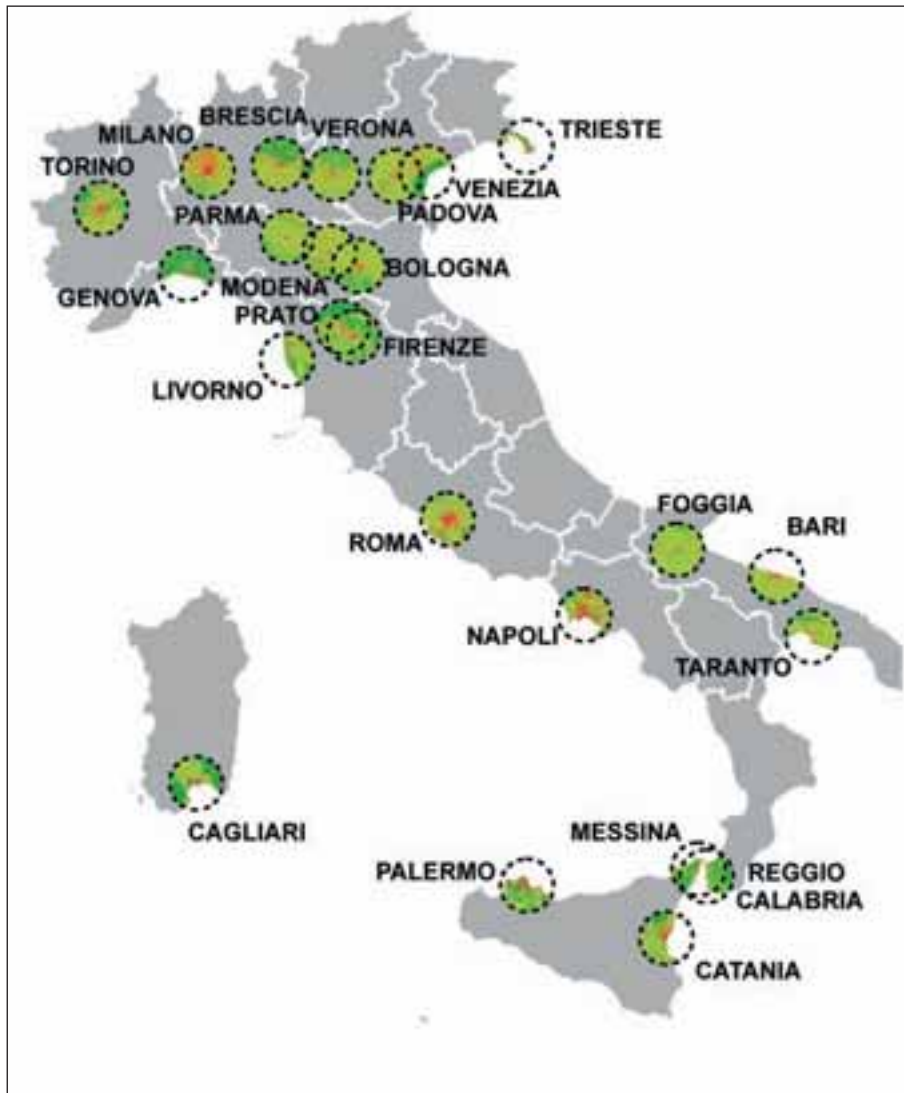 BRESCIA
VERONA
TRIESTE
MILANO
TORINO
VENEZIA
PADOVA
PARMA
BOLOGNA
GENOVA
MODENA
PRATO
FIRENZE
LIVORNO
FOGGIA
BARI
ROMA
NAPOLI
TARANTO
CAGLIARI
MESSINA
PALERMO
REGGIO
CALABRIA
CATANIA